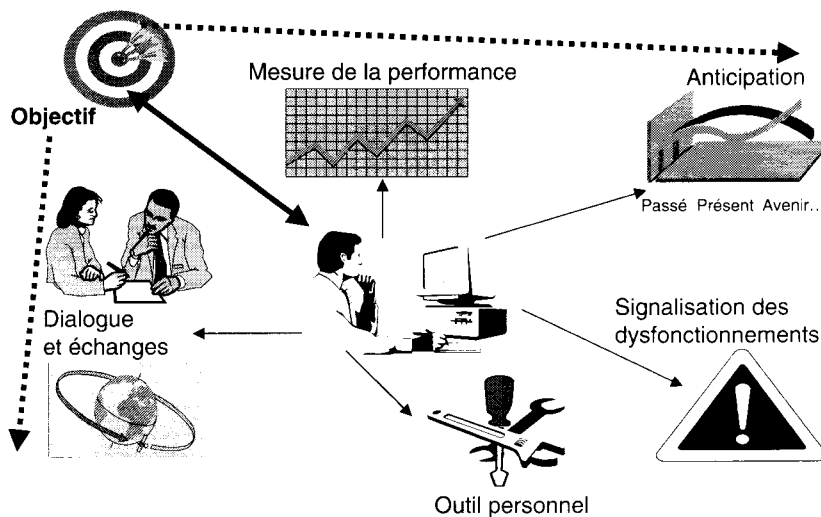 Mesure de la performance
Anticipation
Objectif
Passé Présent Avenir..
Signalisation des
dysfonctionnements
Dialogue
et échanges
Outil personnel